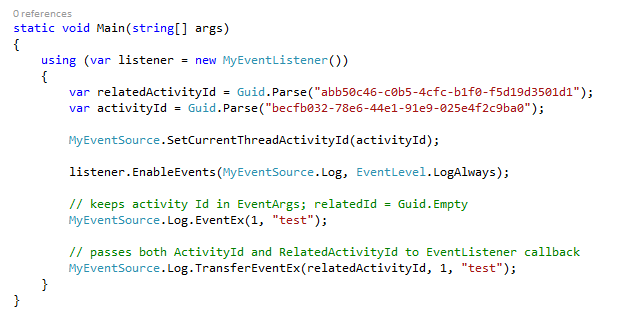 0 references
static void Main(string[] args)
{
using (var listener = new MyEventListener())
{
var relatedActivityId = Guid.Parse("abb50c46-c0b5-4cfc-b1f0-f5d19d3501d1");
var activityId = Guid.Parse("becfb032-78e6-44e1-91e9-025e4f2c9ba0");
MyEventSource.SetCurrentThreadActivityId(activityId);
listener.EnableEvents(MyEventSource.Log, EventLevel.LogAlways);
// keeps activity Id in EventArgs; relatedId = Guid.Empty
MyEventSource.Log.EventEx(1, "test");
// passes both ActivityId and RelatedActivityId to EventListener callback
MyEventSource.Log.TransferEventEx(relatedActivityId, 1, "test");
}
}